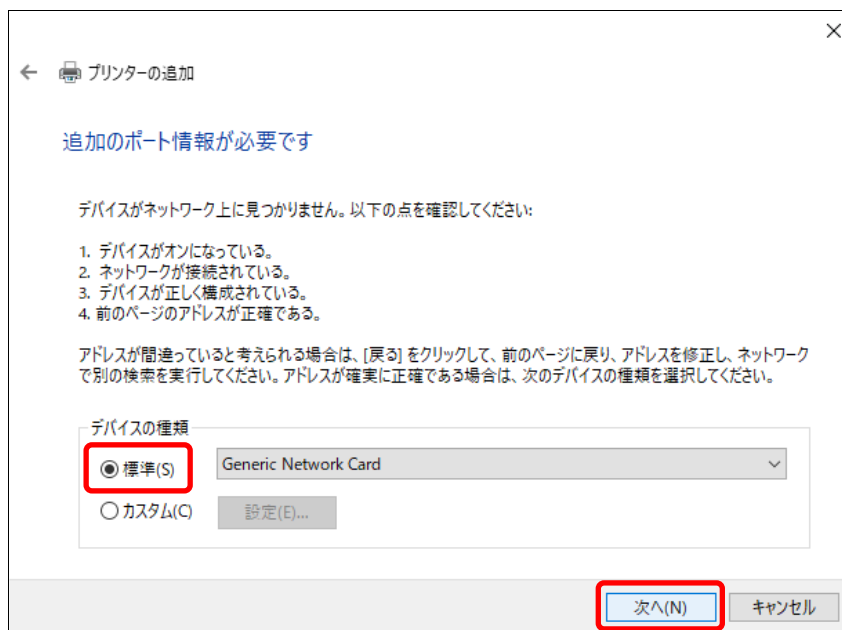 プリンターの追加
追加のポート情報が必要です
デバイスがネットワーク上に見つかりません。以下の点を確認してください:
1. デバイスがオンになっている。
2. ネットワークが接続されている。
3. デバイスが正しく構成されている。
4. 前のページのアドレスが正確である。
アドレスが間違っていると考えられる場合は、[戻る] をクリックして、前のページに戻り、アドレスを修正し、ネットワーク
で別の検索を実行してください。アドレスが確実に正確である場合は、次のデバイスの種類を選択してください。
デバイスの種類
標準(S)
Generic Network Card
カスタム(C)
設定(E)...
次へ(N)
キャンセル